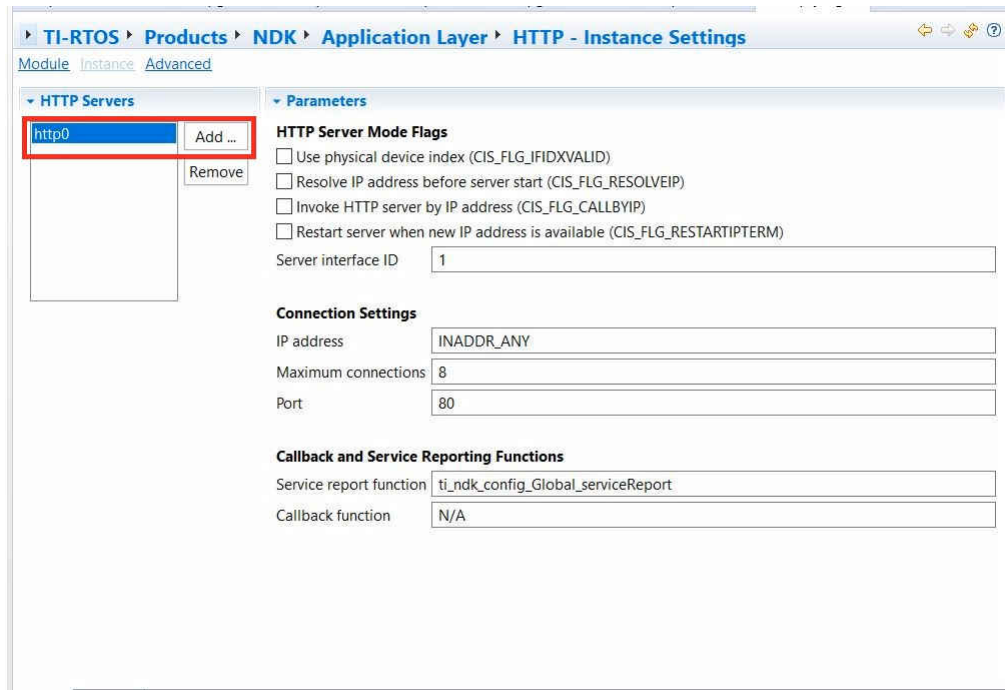 TI-RTOS Products NDK Application Layer HTTP - Instance Settings
Module Instance Advanced
HTTP Servers
http0
Add ...
Remove
Parameters
HTTP Server Mode Flags
Use physical device index (CIS_FLG_IFIDXVALID)
Resolve IP address before server start (CIS_FLG_RESOLVEIP)
Invoke HTTP server by IP address (CIS_FLG_CALLBYIP)
Restart server when new IP address is available (CIS_FLG_RESTARTIPTERM)
Server interface ID 1
Connection Settings
IP address INADDR_ANY
Maximum connections 8
Port 80
Callback and Service Reporting Functions
Service report function ti_ndk_config_Global_serviceReport
Callback function N/A